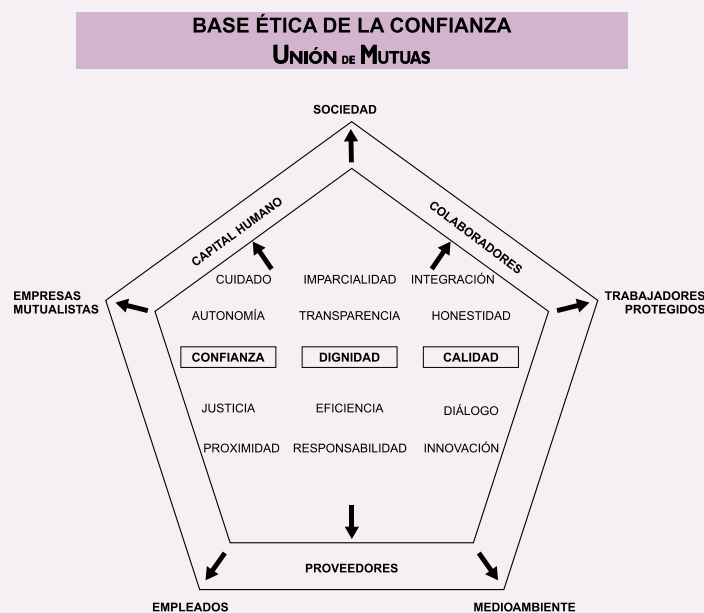 BASE ÉTICA DE LA CONFIANZA
UNIÓN DE MUTUAS
SOCIEDAD
CAPITAL HUMANO
COLABORADORES
CUIDADO IMPARCIALIDAD INTEGRACIÓN
EMPRESAS
MUTUALISTAS
TRABAJADORES
PROTEGIDOS
AUTONOMÍA TRANSPARENCIA HONESTIDAD
CONFIANZA DIGNIDAD CALIDAD
JUSTICIA EFICIENCIA DIÁLOGO
PROXIMIDAD RESPONSABILIDAD INNOVACIÓN
PROVEEDORES
EMPLEADOS MEDIOAMBIENTE